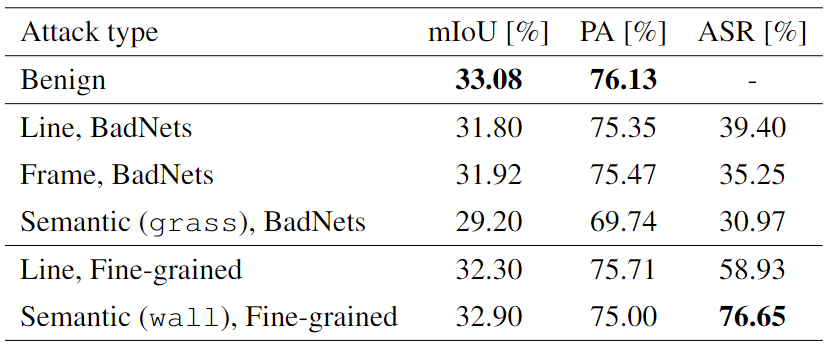 Attack type mIoU [%] PA [%] ASR [%]
Benign 33.08 76.13 -
Line, BadNets 31.80 75.35 39.40
Frame, BadNets 31.92 75.47 35.25
Semantic (grass), BadNets 29.20 69.74 30.97
Line, Fine-grained 32.30 75.71 58.93
Semantic (wall), Fine-grained 32.90 75.00 76.65